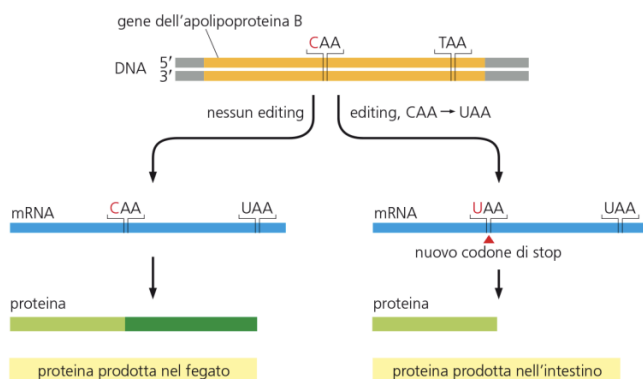 gene dell'apolipoproteina B
CAA
TAA
DNA
5′
3′
nessun editing
editing, CAA → UAA
mRNA
CAA
UAA
mRNA
UAA
UAA
nuovo codone di stop
proteina
proteina
proteina prodotta nel fegato
proteina prodotta nell'intestino